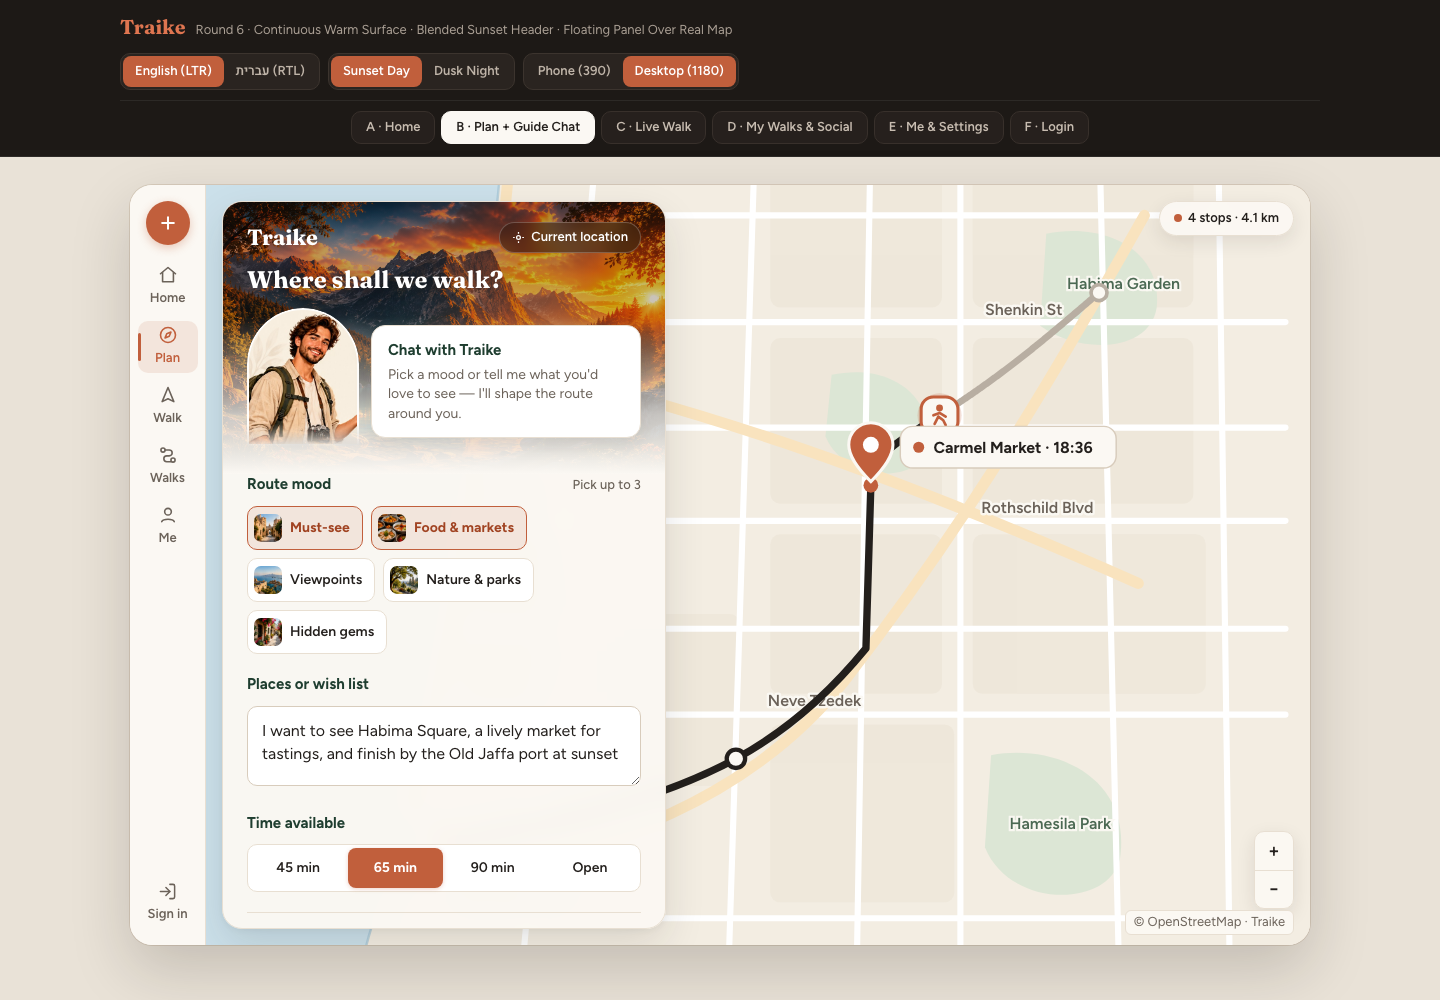 Traike Round 6 · Continuous Warm Surface · Blended Sunset Header · Floating Panel Over Real Map
English (LTR) עברית (RTL) Sunset Day Dusk Night Phone (390) Desktop (1180)
A · Home B · Plan + Guide Chat C · Live Walk D · My Walks & Social E · Me & Settings F · Login
+
Home
Plan
Walk
Walks
Me
Sign in
Traike
Current location
Where shall we walk?
Chat with Traike
Pick a mood or tell me what you'd
love to see — I'll shape the route
around you.
Route mood
Pick up to 3
Must-see
Food & markets
Viewpoints
Nature & parks
Hidden gems
Places or wish list
I want to see Habima Square, a lively market for
tastings, and finish by the Old Jaffa port at sunset
Time available
45 min 65 min 90 min Open
4 stops · 4.1 km
Habima Garden
Shenkin St
Carmel Market · 18:36
Rothschild Blvd
Neve Tzedek
Hamesila Park
+
-
© OpenStreetMap · Traike